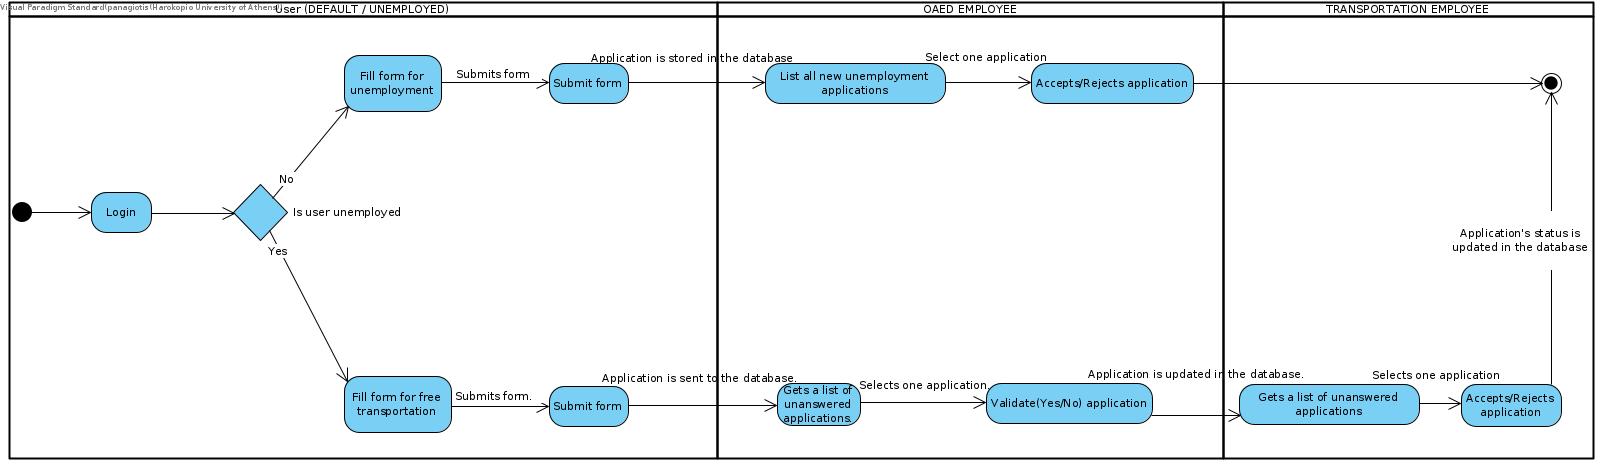 Visual Paradigm Standard(panagiotis(Harokopio University of Athens)
User (DEFAULT / UNEMPLOYED)
OAED EMPLOYEE
TRANSPORTATION EMPLOYEE
Fill form for
unemployment
Submits form
Submit form
Application is stored in the database
List all new unemployment
applications
Select one application
Accepts/Rejects application
No
Login
Is user unemployed
Yes
Application's status is
updated in the database
Fill form for free
transportation
Submits form.
Submit form
Application is sent to the database.
Gets a list of
unanswered
applications.
Selects one application.
Validate(Yes/No) application
Application is updated in the database.
Gets a list of unanswered
applications
Selects one application
Accepts/Rejects
application